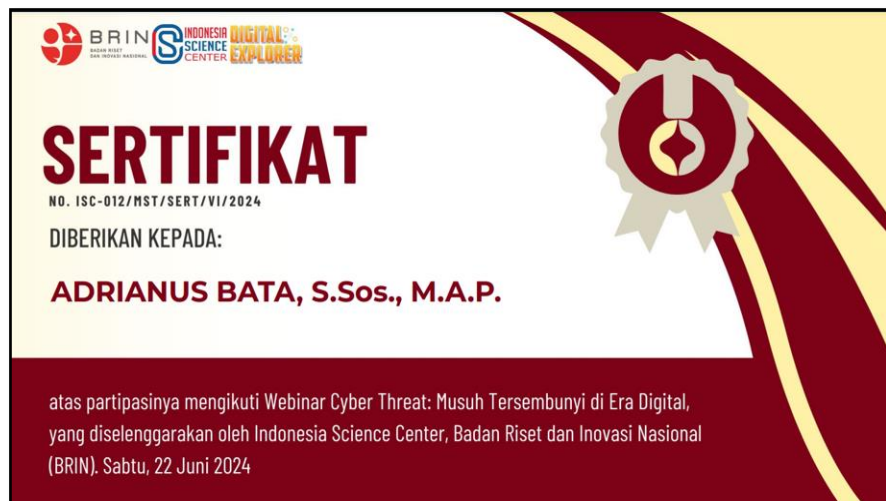 BRIN
BADAN RISET
DAN INOVASI NASIONAL
INDONESIA
SCIENCE
CENTER
DIGITAL
EXPLORER
SERTIFIKAT
NO. ISC-012/MST/SERT/VI/2024
DIBERIKAN KEPADA:
ADRIANUS BATA, S.Sos., M.A.P.
atas partipasinya mengikuti Webinar Cyber Threat: Musuh Tersembunyi di Era Digital,
yang diselenggarakan oleh Indonesia Science Center, Badan Riset dan Inovasi Nasional
(BRIN). Sabtu, 22 Juni 2024